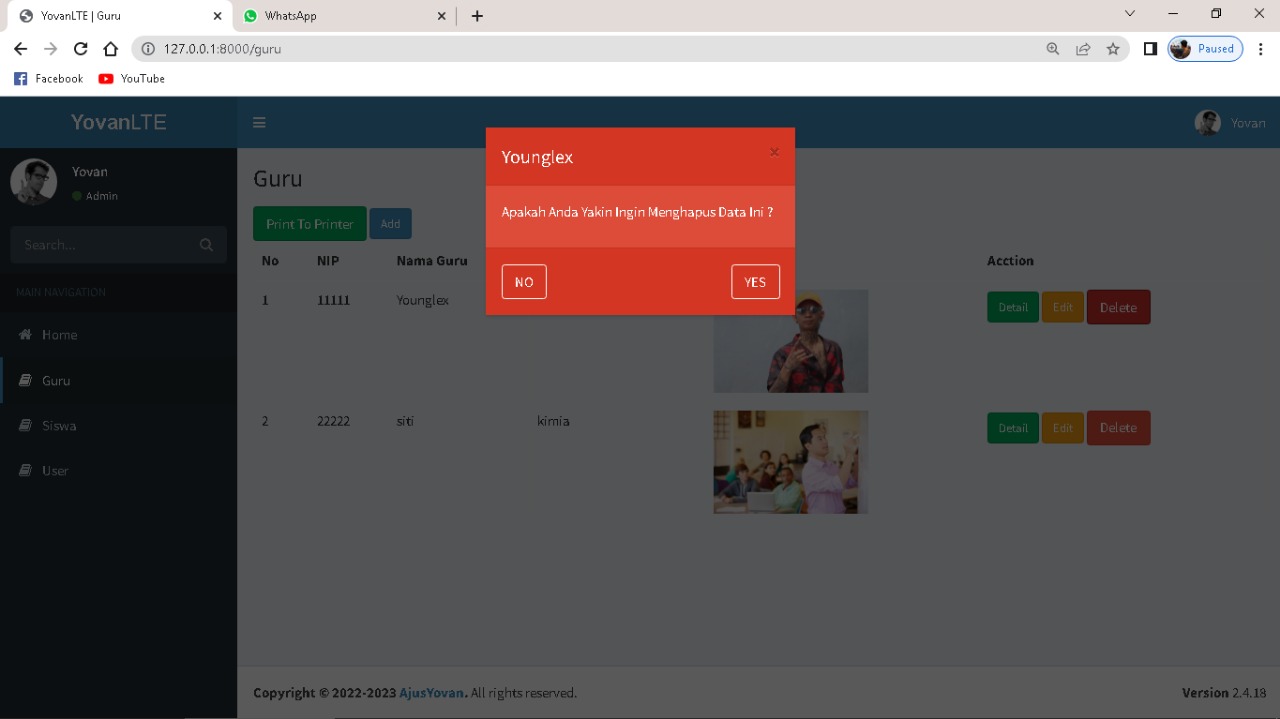 YovanLTE | Guru
WhatsApp
127.0.0.1:8000/guru
Paused
Facebook
YouTube
YovanLTE
Yovan
Yovan
Admin
Search...
MAIN NAVIGATION
Home
Guru
Siswa
User
Guru
Print To Printer
Add
No NIP Nama Guru Acction
1 11111 Younglex Detail Edit Delete
2 22222 siti kimia Detail Edit Delete
Younglex ×
Apakah Anda Yakin Ingin Menghapus Data Ini ?
NO YES
Copyright © 2022-2023 AjusYovan. All rights reserved.
Version 2.4.18